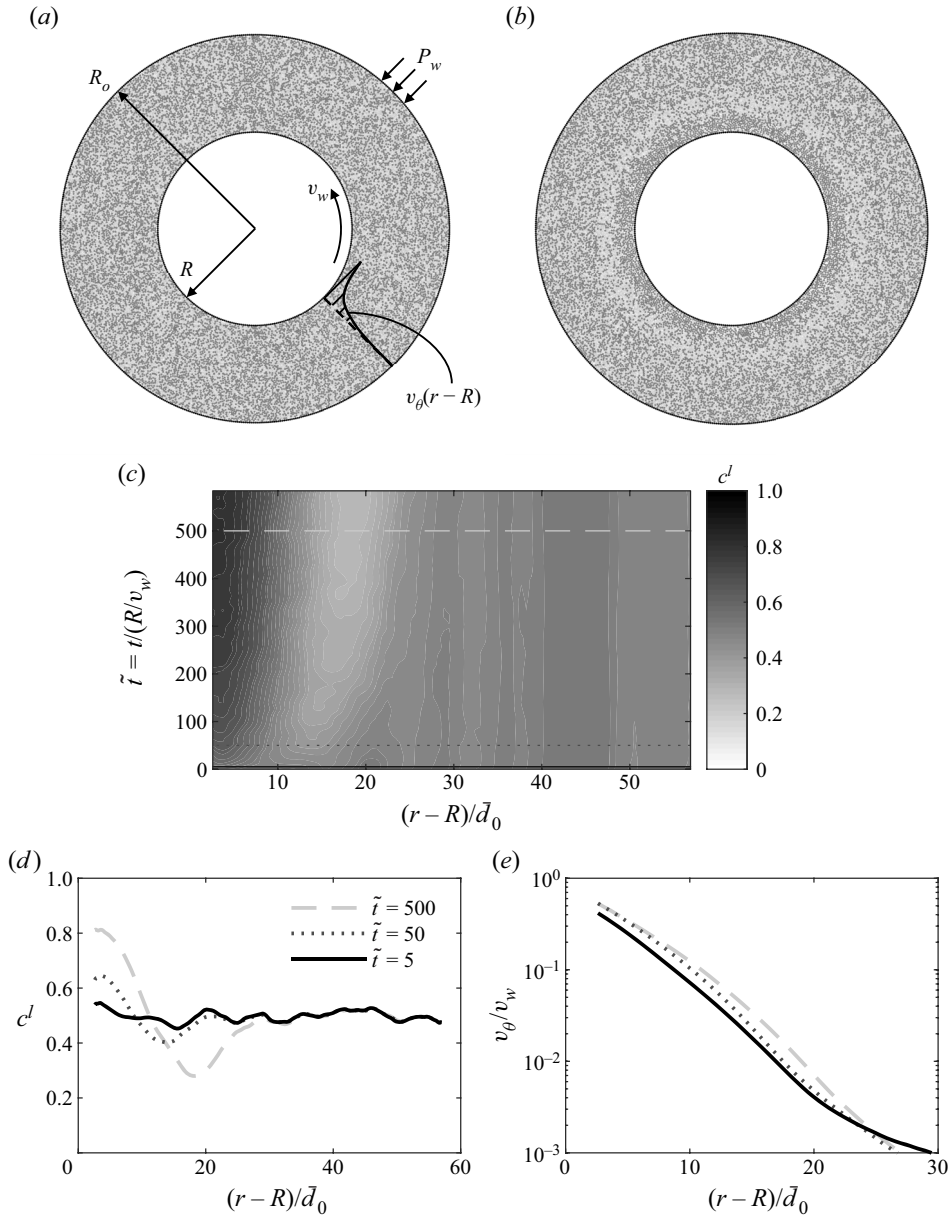 (a)
R_o
P_w
v_w
R
v_θ(r – R)
(b)
(c)
c^l
t̃ = t/(R/v_w)
500
400
300
200
100
0
10
20
30
40
50
(r – R)/d̄_0
1.0
0.8
0.6
0.4
0.2
0
(d)
c^l
1.0
0.8
0.6
0.4
0.2
0
20
40
60
(r – R)/d̄_0
t̃ = 500
t̃ = 50
t̃ = 5
(e)
v_θ/v_w
10^0
10^–1
10^–2
10^–3
0
10
20
30
(r – R)/d̄_0